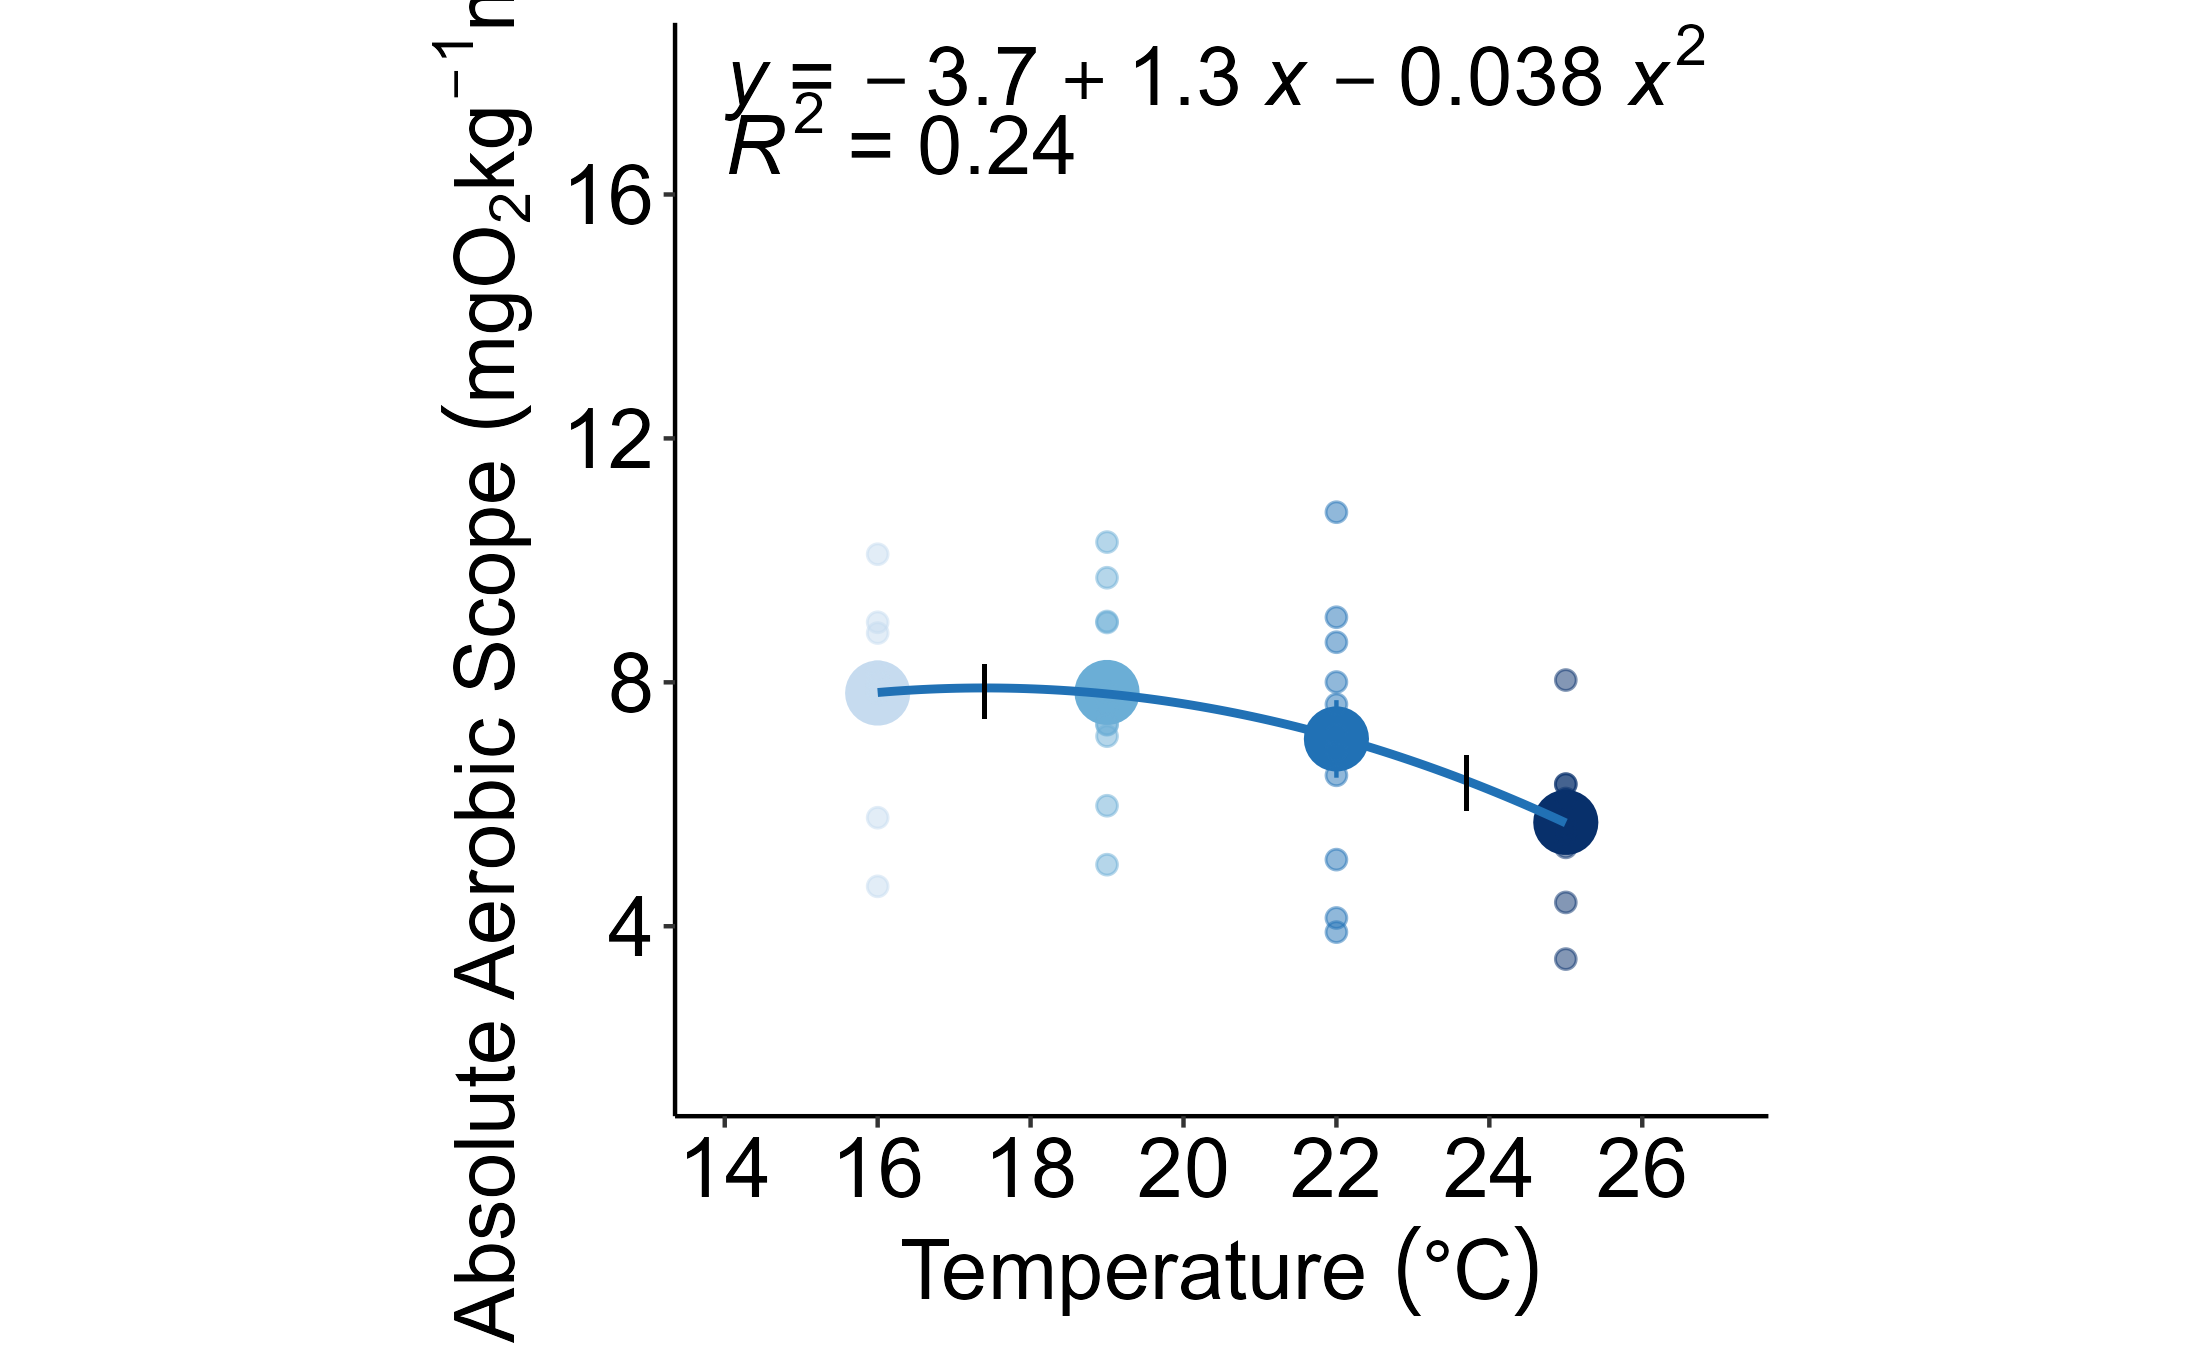 y = − 3.7 + 1.3 x − 0.038 x²
R² = 0.24
Absolute Aerobic Scope (mgO₂kg⁻¹
16
12
8
4
14 16 18 20 22 24 26
Temperature (°C)